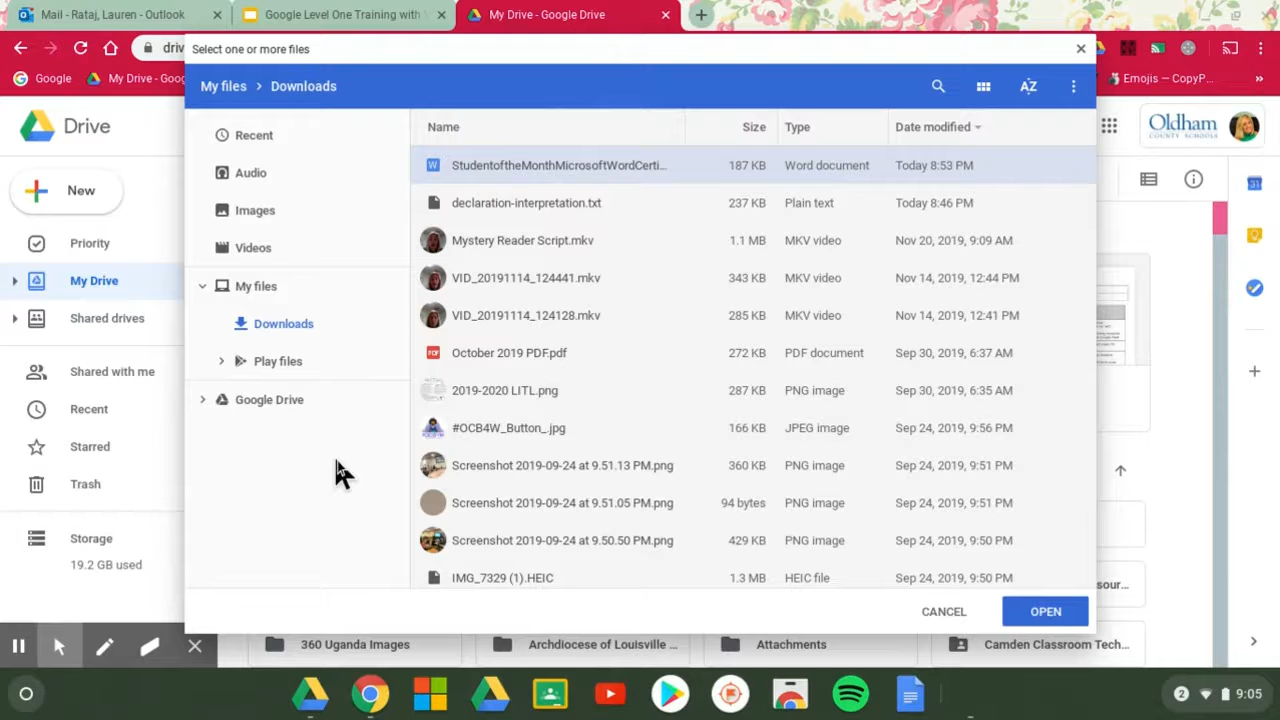 Mail - Rataj, Lauren - Outlook
Google Level One Training with
My Drive - Google Drive
Select one or more files
Google
My Drive - Goog
Emojis — CopyP...
My files > Downloads
AZ
Drive
Oldham
COUNTY SCHOOLS
New
Priority
My Drive
Shared drives
Shared with me
Recent
Starred
Trash
Storage
19.2 GB used
Recent
Audio
Images
Videos
My files
Downloads
Play files
Google Drive
Name Size Type Date modified
StudentoftheMonthMicrosoftWordCerti... 187 KB Word document Today 8:53 PM
declaration-interpretation.txt 237 KB Plain text Today 8:46 PM
Mystery Reader Script.mkv 1.1 MB MKV video Nov 20, 2019, 9:09 AM
VID_20191114_124441.mkv 343 KB MKV video Nov 14, 2019, 12:44 PM
VID_20191114_124128.mkv 285 KB MKV video Nov 14, 2019, 12:41 PM
PDF October 2019 PDF.pdf 272 KB PDF document Sep 30, 2019, 6:37 AM
2019-2020 LITL.png 287 KB PNG image Sep 30, 2019, 6:35 AM
#OCB4W_Button_.jpg 166 KB JPEG image Sep 24, 2019, 9:56 PM
Screenshot 2019-09-24 at 9.51.13 PM.png 360 KB PNG image Sep 24, 2019, 9:51 PM
Screenshot 2019-09-24 at 9.51.05 PM.png 94 bytes PNG image Sep 24, 2019, 9:51 PM
Screenshot 2019-09-24 at 9.50.50 PM.png 429 KB PNG image Sep 24, 2019, 9:50 PM
IMG_7329 (1).HEIC 1.3 MB HEIC file Sep 24, 2019, 9:50 PM
CANCEL OPEN
sour...
360 Uganda Images
Archdiocese of Louisville ...
Attachments
Camden Classroom Tech...
2 9:05